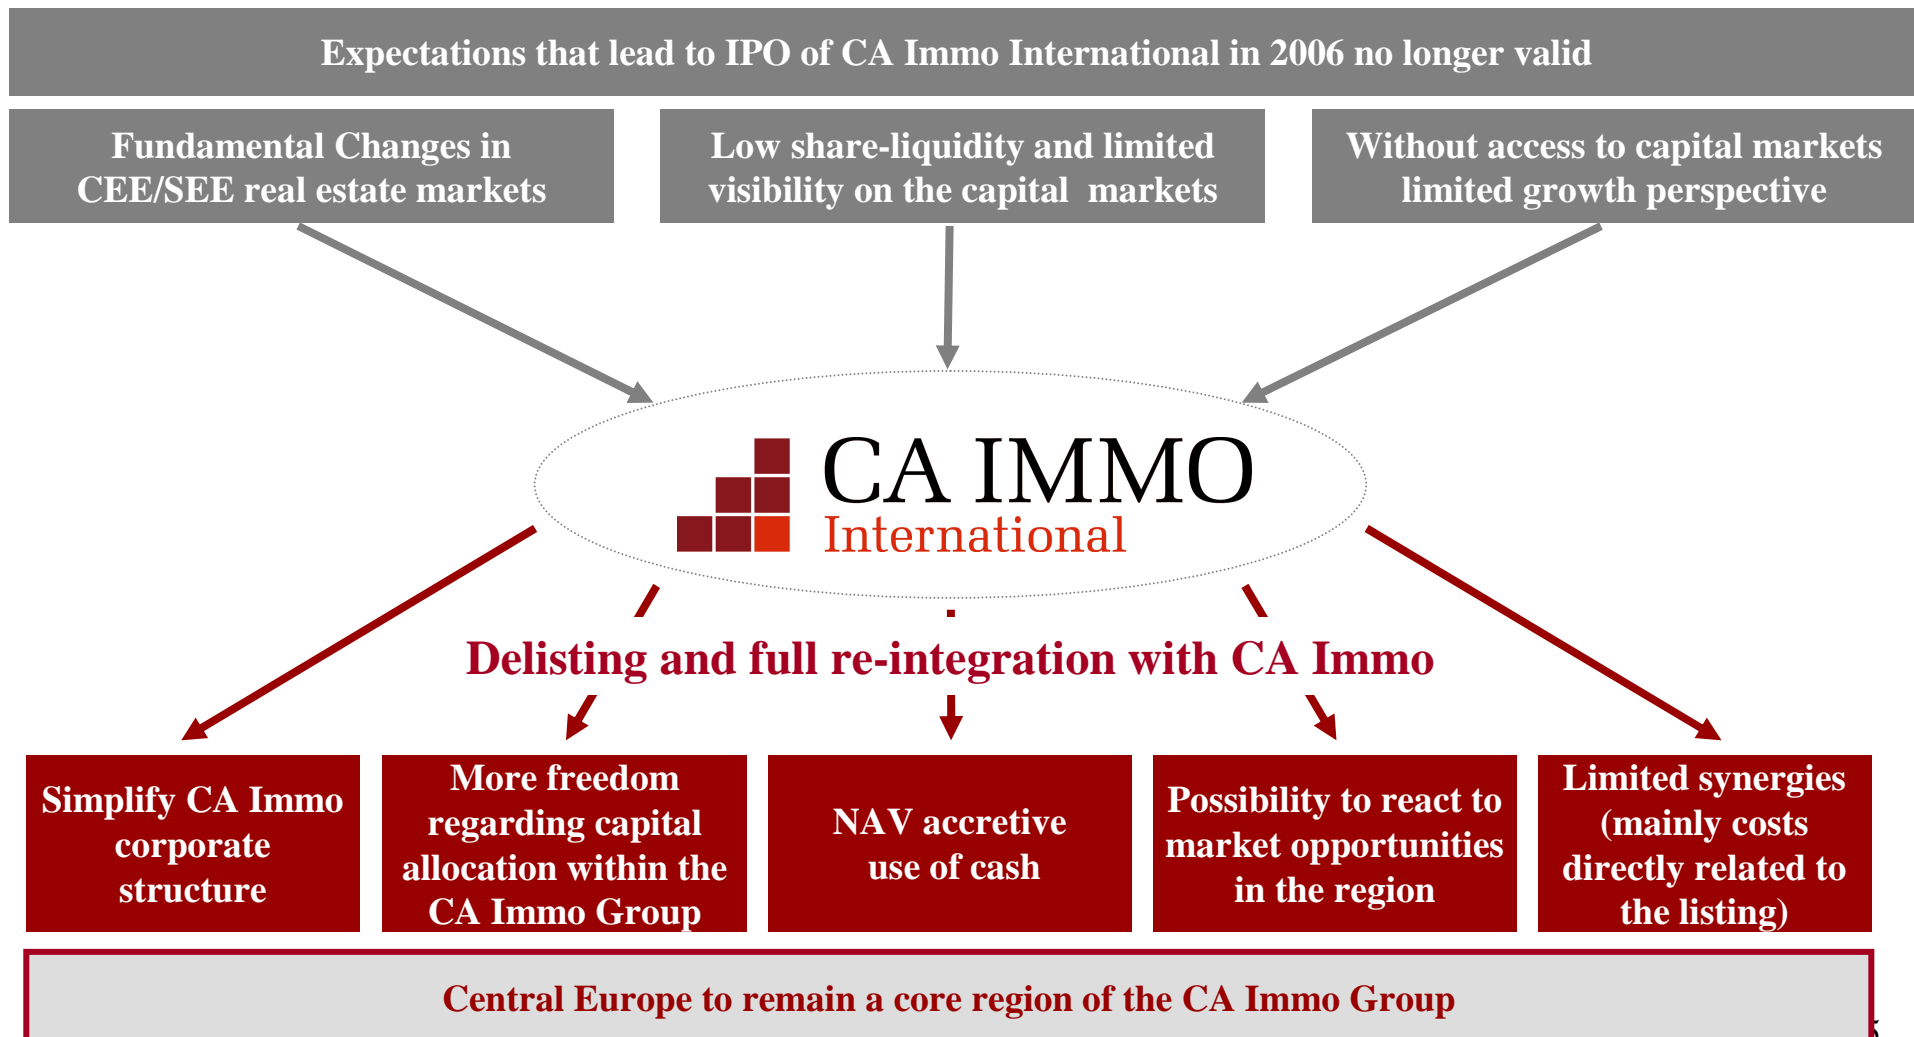 Expectations that lead to IPO of CA Immo International in 2006 no longer valid
Fundamental Changes in
CEE/SEE real estate markets
Low share-liquidity and limited
visibility on the capital markets
Without access to capital markets
limited growth perspective
CA IMMO
International
Delisting and full re-integration with CA Immo
Simplify CA Immo
corporate
structure
More freedom
regarding capital
allocation within the
CA Immo Group
NAV accretive
use of cash
Possibility to react to
market opportunities
in the region
Limited synergies
(mainly costs
directly related to
the listing)
Central Europe to remain a core region of the CA Immo Group